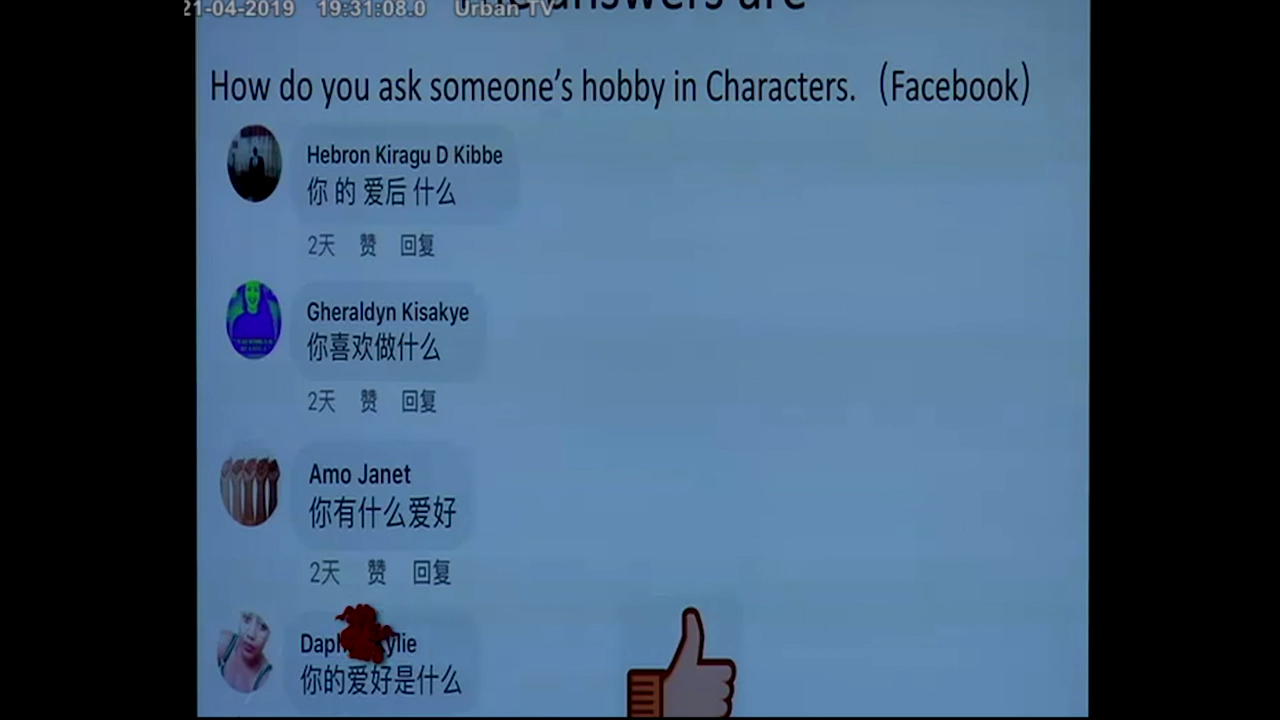 21-04-2019 19:31:08.0 Urban TV
answers are
How do you ask someone’s hobby in Characters.（Facebook）
Hebron Kiragu D Kibbe
你 的 爱后 什么
2天 赞 回复
Gheraldyn Kisakye
你喜欢做什么
2天 赞 回复
Amo Janet
你有什么爱好
2天 赞 回复
你的爱好是什么